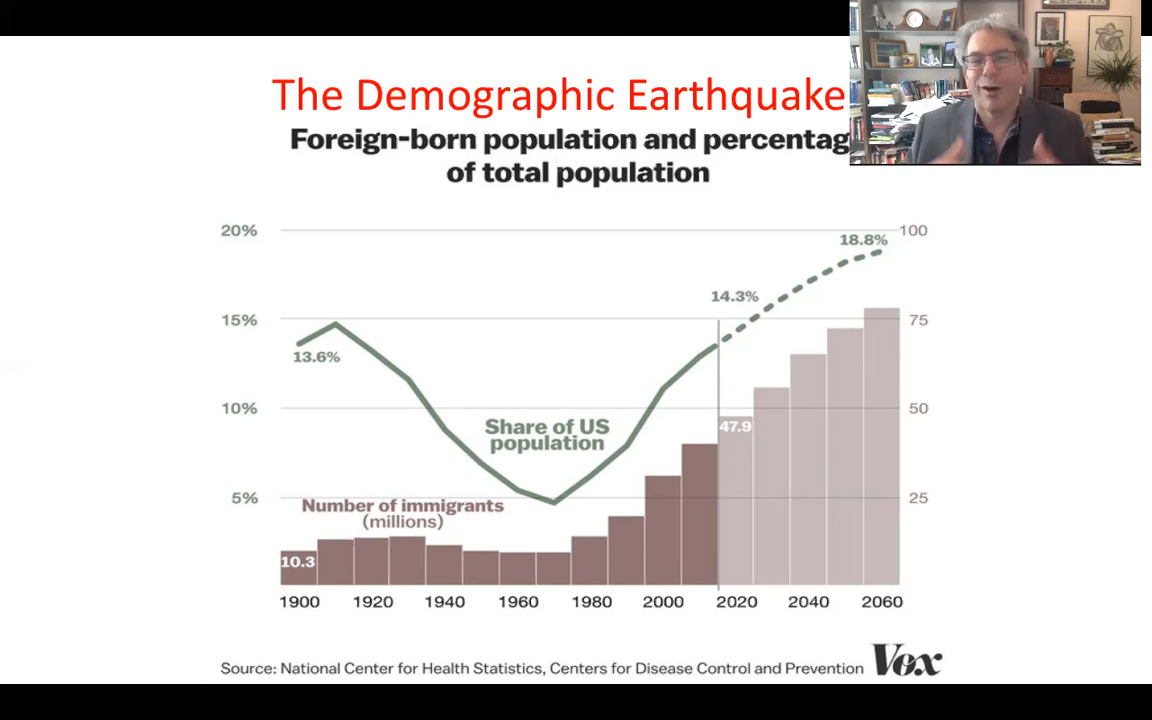 The Demographic Earthquake
Foreign-born population and percentag
of total population
20%
15%
10%
5%
100
75
50
25
13.6%
14.3%
18.8%
Share of US
population
Number of immigrants
(millions)
10.3
47.9
1900
1920
1940
1960
1980
2000
2020
2040
2060
Source: National Center for Health Statistics, Centers for Disease Control and Prevention
Vox